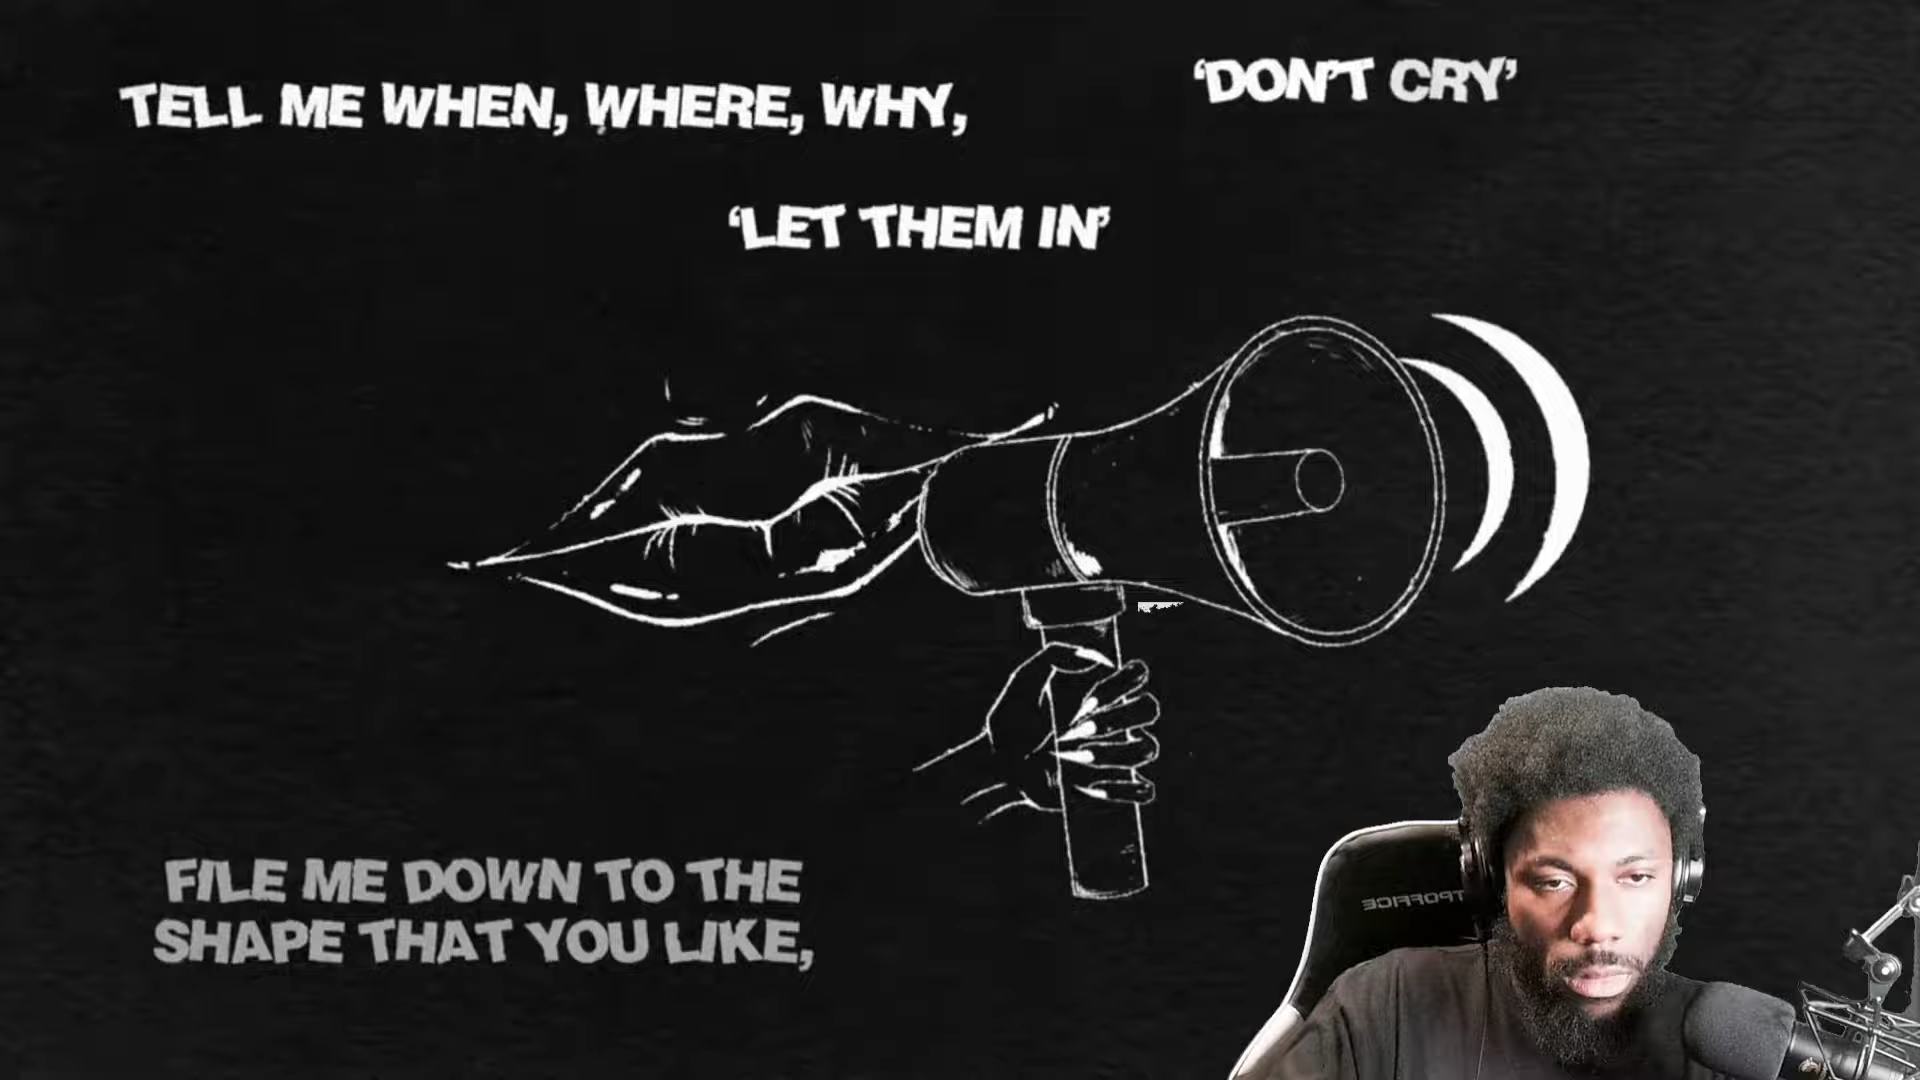 TELL ME WHEN, WHERE, WHY,
'DON'T CRY'
'LET THEM IN'
FILE ME DOWN TO THE
SHAPE THAT YOU LIKE,
TPOFFICE